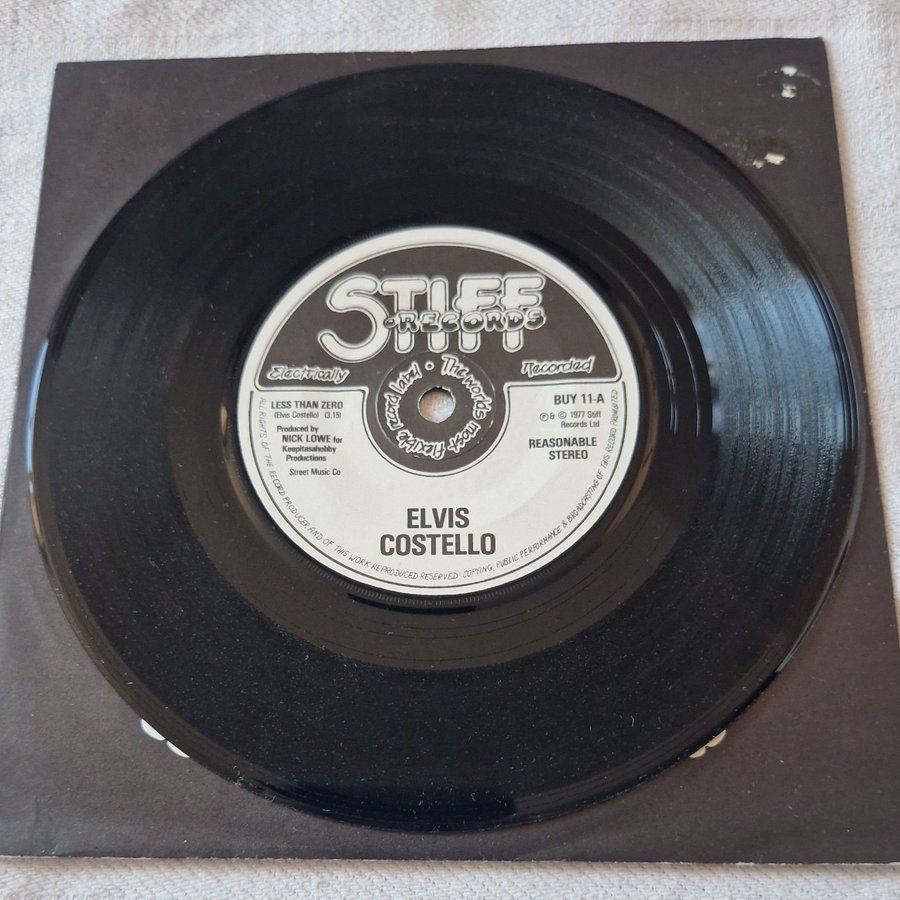 STIFF
RECORDS
Electrically
Recorded
The worlds most flexible record label •
LESS THAN ZERO
(Elvis Costello) (3.15)
Produced by
NICK LOWE for
Keepitasahobby
Productions
Street Music Co
BUY 11-A
℗ & © 1977 Stiff
Records Ltd
REASONABLE
STEREO
ELVIS
COSTELLO
ALL RIGHTS OF THE RECORD PRODUCER AND OF THIS WORK REPRODUCED RESERVED. COPYING, PUBLIC PERFORMANCE & BROADCASTING OF THIS RECORD PROHIBITED